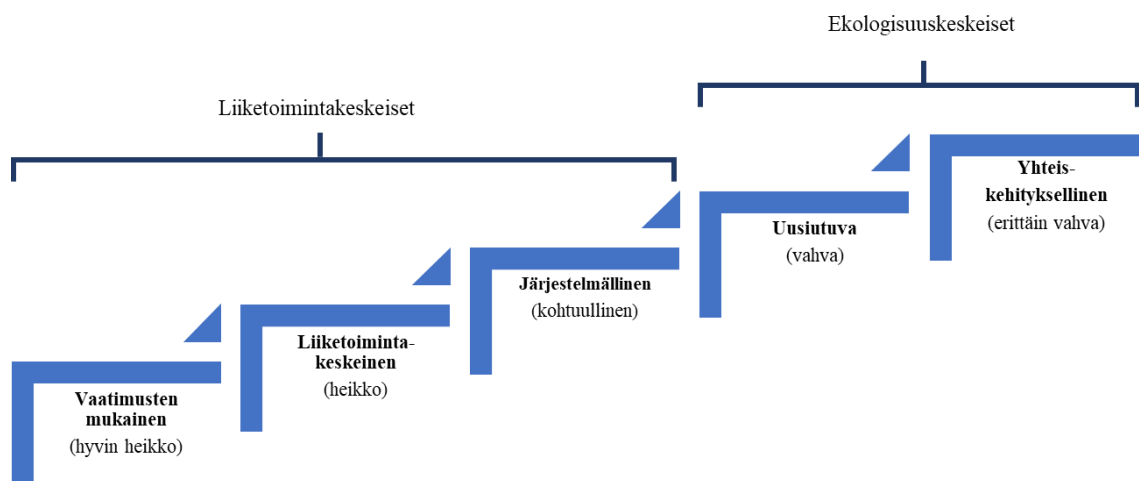 Ekologisuuskeskeiset
Liiketoimintakeskeiset
Vaatimusten
mukainen
(hyvin heikko)
Liiketoiminta-
keskeinen
(heikko)
Järjestelmällinen
(kohtuullinen)
Uusiutuva
(vahva)
Yhteis-
kehityksellinen
(erittäin vahva)